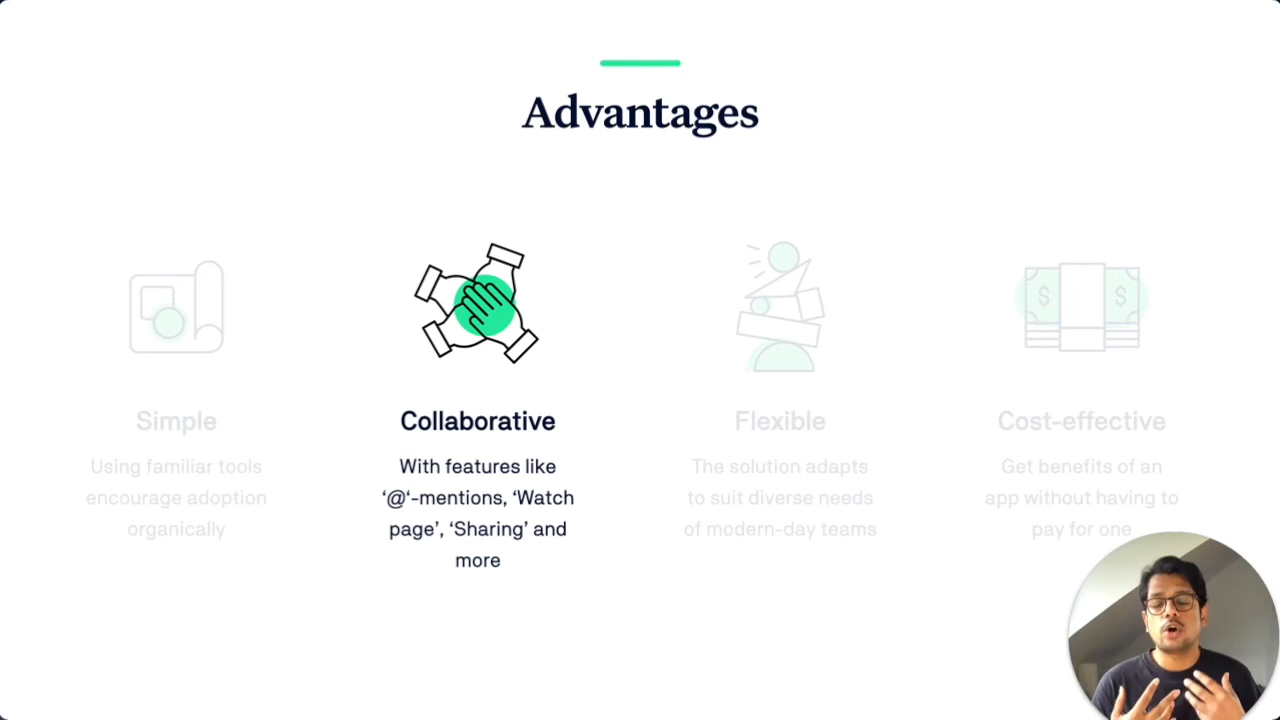 Advantages
Simple
Using familiar tools
encourage adoption
organically
Collaborative
With features like
‘@‘-mentions, ‘Watch
page’, ‘Sharing’ and
more
Flexible
The solution adapts
to suit diverse needs
of modern-day teams
Cost-effective
Get benefits of an
app without having to
pay for one
$ $